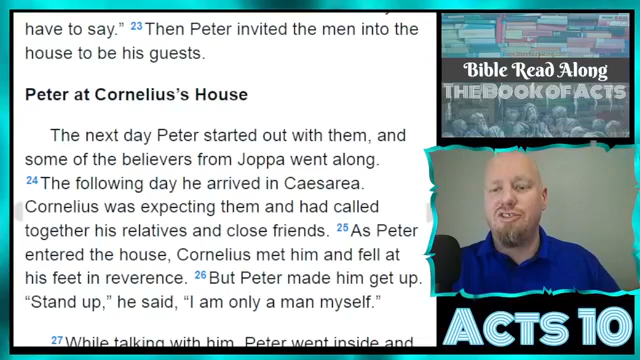 have to say.” 23 Then Peter invited the men into the
house to be his guests.
Peter at Cornelius’s House
The next day Peter started out with them, and
some of the believers from Joppa went along.
24 The following day he arrived in Caesarea.
Cornelius was expecting them and had called
together his relatives and close friends. 25 As Peter
entered the house, Cornelius met him and fell at
his feet in reverence. 26 But Peter made him get up.
“Stand up,” he said, “I am only a man myself.”
27 While talking with him, Peter went inside and
Bible Read Along
The Book of Acts
Acts 10